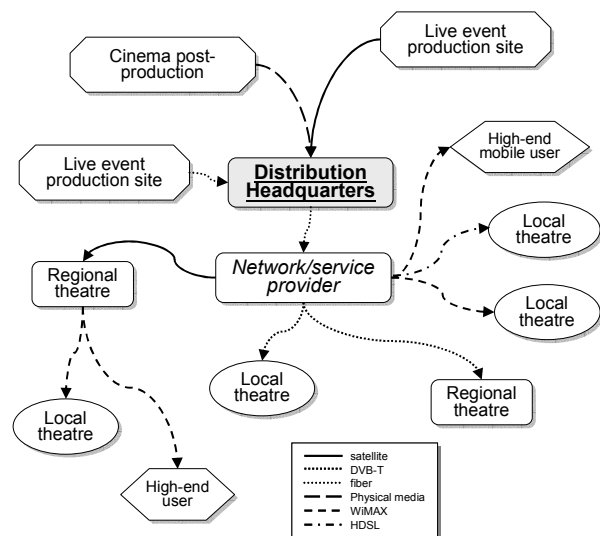 Live event
production site
Cinema post-
production
Live event
production site
Distribution
Headquarters
High-end
mobile user
Local
theatre
Network/service
provider
Regional
theatre
Local
theatre
Local
theatre
Regional
theatre
Local
theatre
High-end
user
satellite
DVB-T
fiber
Physical media
WiMAX
HDSL